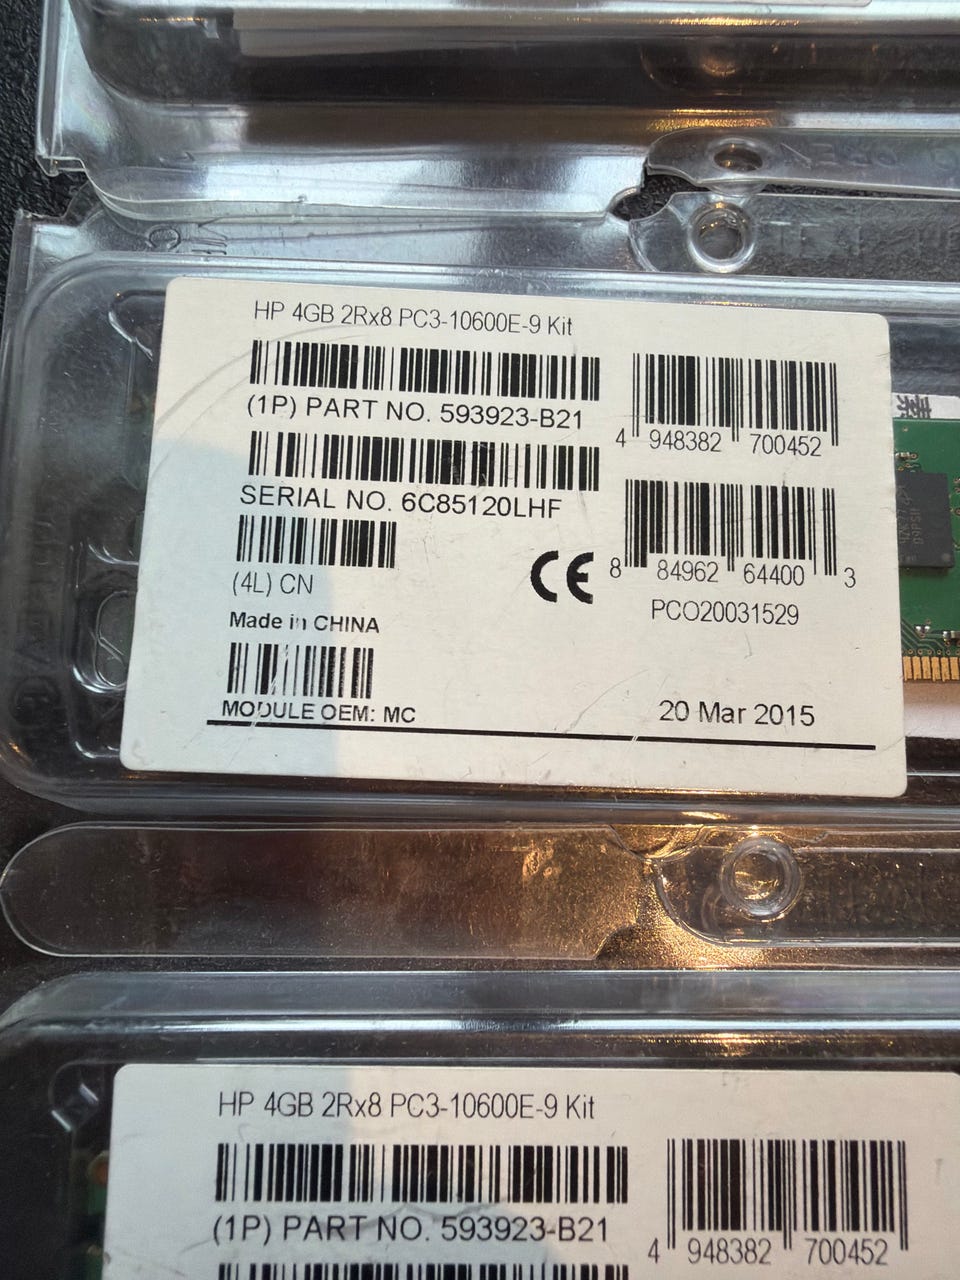 HP 4GB 2Rx8 PC3-10600E-9 Kit
(1P) PART NO. 593923-B21
4 948382 700452
SERIAL NO. 6C85120LHF
(4L) CN
CE
8 84962 64400 3
PCO20031529
Made in CHINA
MODULE OEM: MC
20 Mar 2015
HP 4GB 2Rx8 PC3-10600E-9 Kit
(1P) PART NO. 593923-B21
4 948382 700452